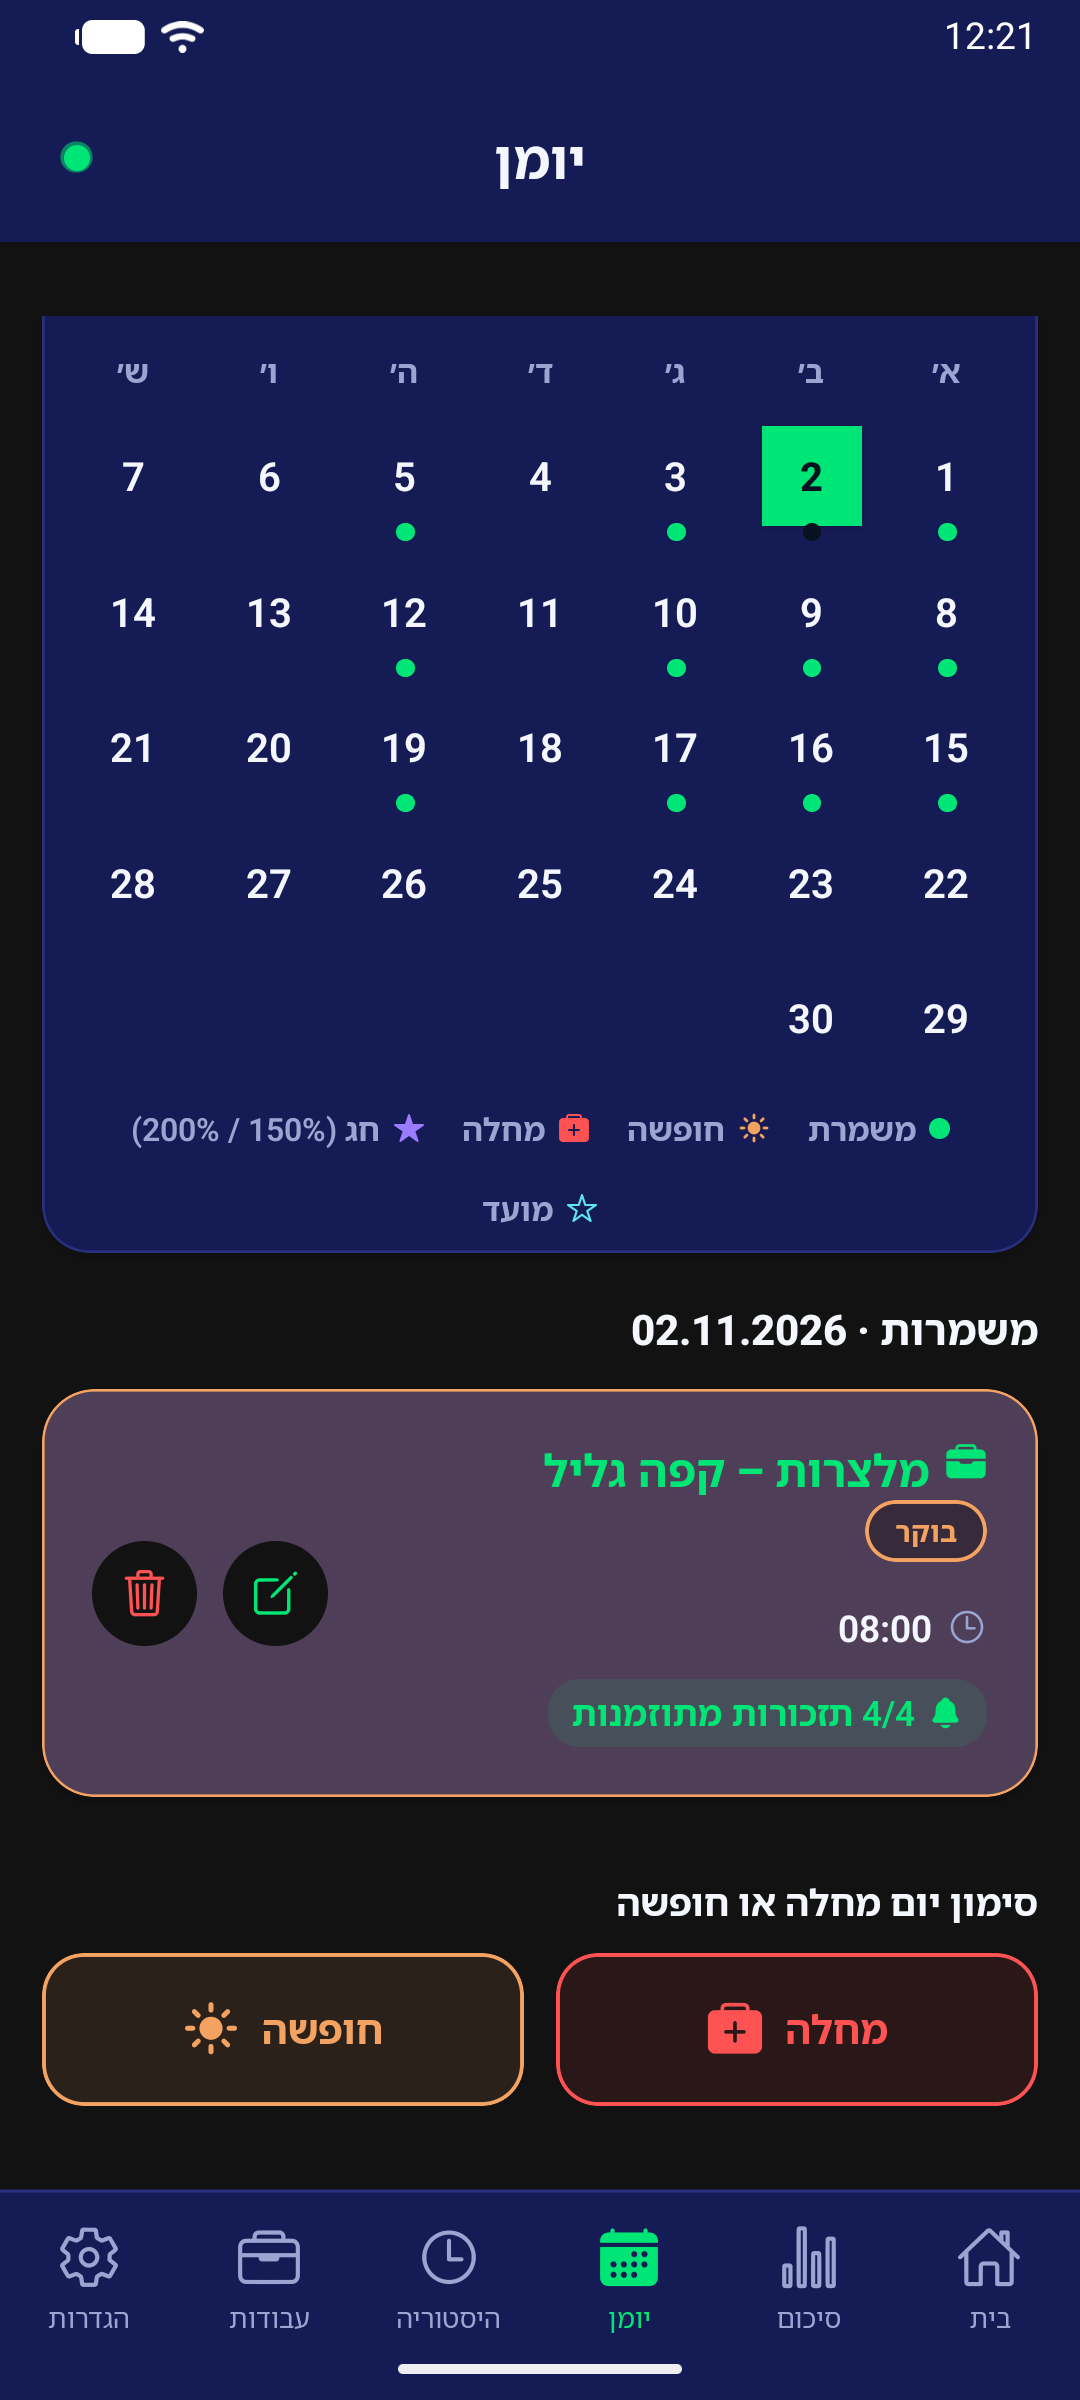 12:21
יומן
א׳ ב׳ ג׳ ד׳ ה׳ ו׳ ש׳
1 2 3 4 5 6 7
8 9 10 11 12 13 14
15 16 17 18 19 20 21
22 23 24 25 26 27 28
29 30
משמרת חופשה מחלה חג (150% / 200%)
מועד
משמרות · 02.11.2026
מלצרות – קפה גליל
בוקר
08:00
4/4 תזכורות מתוזמנות
סימון יום מחלה או חופשה
מחלה חופשה
בית סיכום יומן היסטוריה עבודות הגדרות